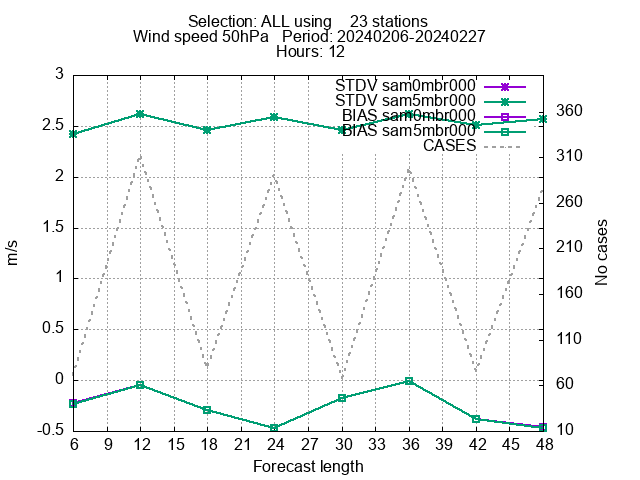 Selection: ALL using 23 stations
Wind speed 50hPa Period: 20240206-20240227
Hours: 12
STDV sam0mbr000
STDV sam5mbr000
BIAS sam0mbr000
BIAS sam5mbr000
CASES
3
2.5
2
1.5
1
0.5
0
-0.5
m/s
360
310
260
210
160
110
60
10
No cases
6 9 12 15 18 21 24 27 30 33 36 39 42 45 48
Forecast length